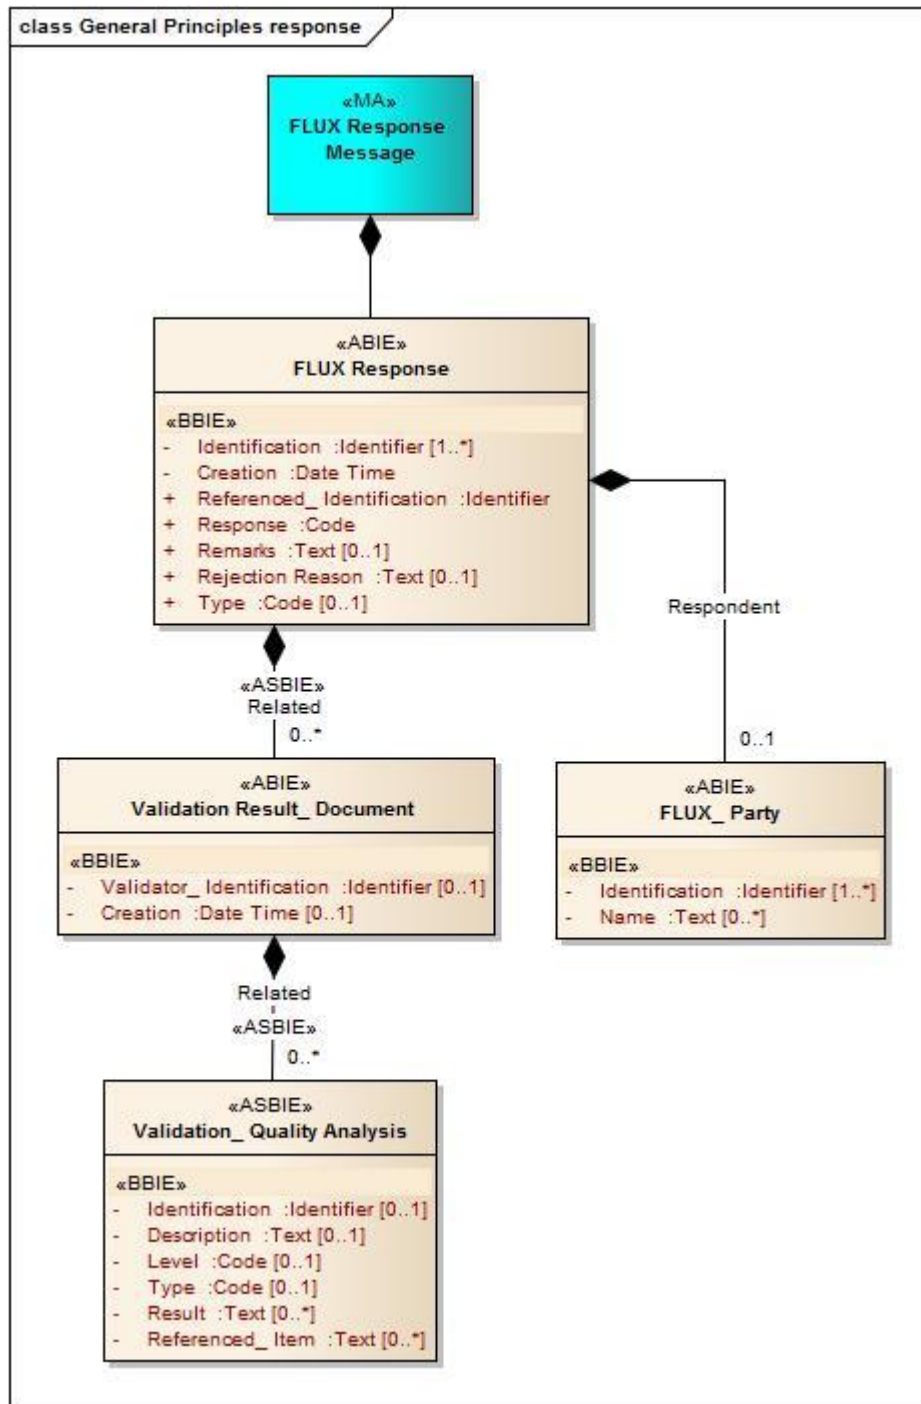 class General Principles response
«MA»
FLUX Response
Message
«ABIE»
FLUX Response
«BBIE»
- Identification :Identifier [1..*]
- Creation :Date Time
+ Referenced_ Identification :Identifier
+ Response :Code
+ Remarks :Text [0..1]
+ Rejection Reason :Text [0..1]
+ Type :Code [0..1]
Respondent
0..1
«ASBIE»
Related
0..*
«ABIE»
Validation Result_ Document
«BBIE»
- Validator_ Identification :Identifier [0..1]
- Creation :Date Time [0..1]
«ABIE»
FLUX_ Party
«BBIE»
- Identification :Identifier [1..*]
- Name :Text [0..*]
Related
«ASBIE»
0..*
«ASBIE»
Validation_ Quality Analysis
«BBIE»
- Identification :Identifier [0..1]
- Description :Text [0..1]
- Level :Code [0..1]
- Type :Code [0..1]
- Result :Text [0..*]
- Referenced_ Item :Text [0..*]